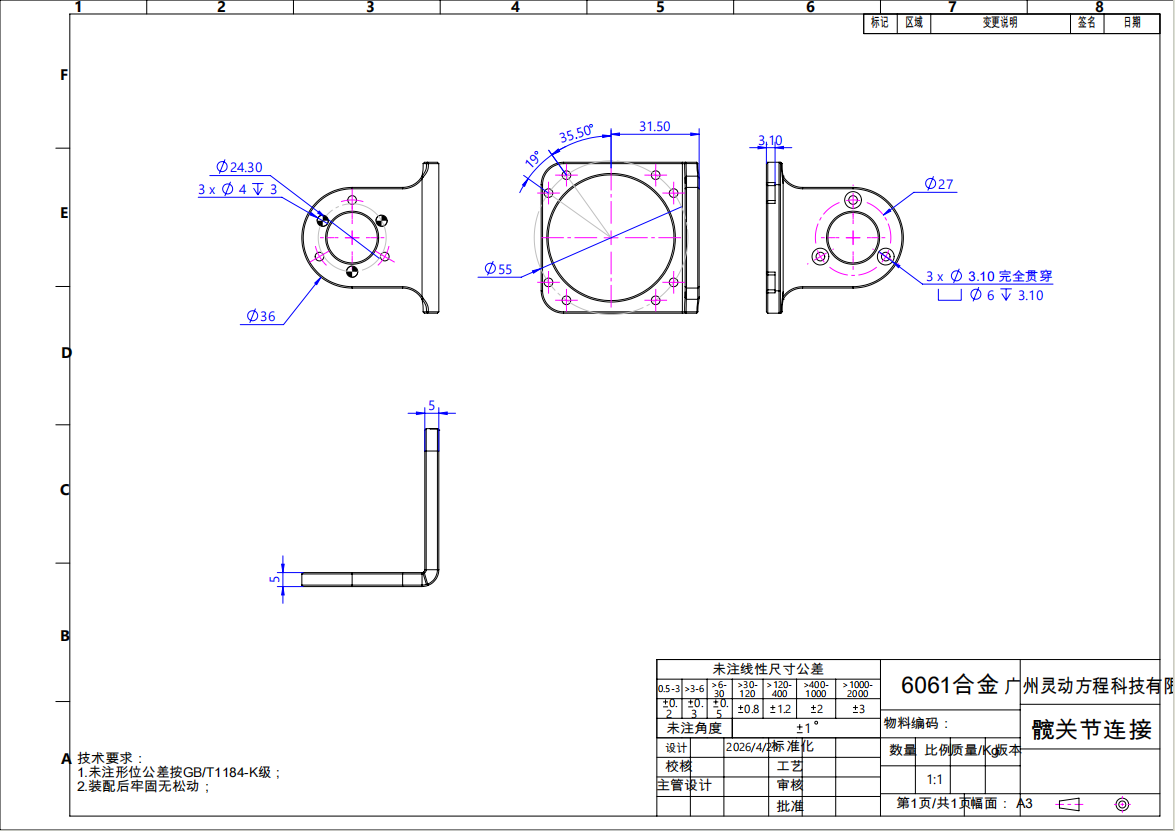 1 2 3 4 5 6 7 8
标记 区域 变更说明 签名 日期
F
E
D
C
B
A
Ø24.30
3 x Ø 4 ↧ 3
Ø36
35.50°
19°
31.50
Ø55
3.10
Ø27
3 x Ø 3.10 完全贯穿
⌴ Ø 6 ↧ 3.10
5
5
技术要求：
1.未注形位公差按GB/T1184-K级；
2.装配后牢固无松动；
未注线性尺寸公差
0.5-3 >3-6 >6-30 >30-120 >120-400 >400-1000 >1000-2000
±0.2 ±0.3 ±0.5 ±0.8 ±1.2 ±2 ±3
未注角度 ±1°
设计 2026/4/2 标准化
校核 工艺
主管设计 审核
批准
6061合金
广州灵动方程科技有限
物料编码：
髋关节连接
数量 比例 质量/Kg 版本
1:1
第1页/共1页 幅面： A3